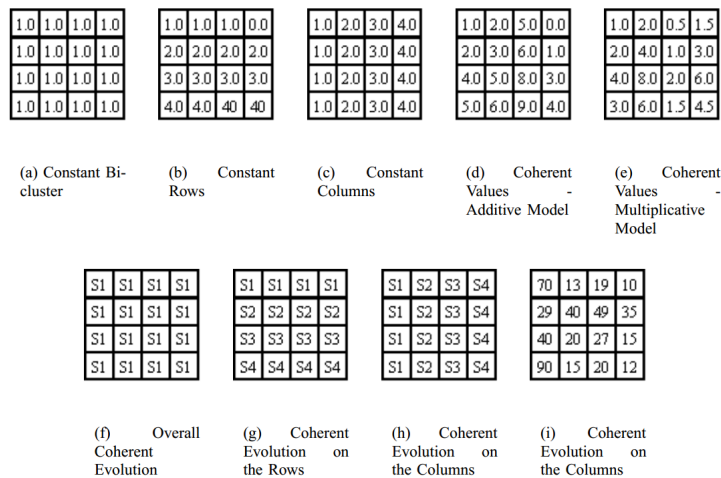 1.0 1.0 1.0 1.0 1.0 1.0 1.0 0.0 1.0 2.0 3.0 4.0 1.0 2.0 5.0 0.0 1.0 2.0 0.5 1.5
1.0 1.0 1.0 1.0 2.0 2.0 2.0 2.0 1.0 2.0 3.0 4.0 2.0 3.0 6.0 1.0 2.0 4.0 1.0 3.0
1.0 1.0 1.0 1.0 3.0 3.0 3.0 3.0 1.0 2.0 3.0 4.0 4.0 5.0 8.0 3.0 4.0 8.0 2.0 6.0
1.0 1.0 1.0 1.0 4.0 4.0 40 40 1.0 2.0 3.0 4.0 5.0 6.0 9.0 4.0 3.0 6.0 1.5 4.5
(a) Constant Bi-
cluster
(b) Constant
Rows
(c) Constant
Columns
(d) Coherent
Values -
Additive Model
(e) Coherent
Values -
Multiplicative
Model
S1 S1 S1 S1 S1 S1 S1 S1 S1 S2 S3 S4 70 13 19 10
S1 S1 S1 S1 S2 S2 S2 S2 S1 S2 S3 S4 29 40 49 35
S1 S1 S1 S1 S3 S3 S3 S3 S1 S2 S3 S4 40 20 27 15
S1 S1 S1 S1 S4 S4 S4 S4 S1 S2 S3 S4 90 15 20 12
(f) Overall
Coherent
Evolution
(g) Coherent
Evolution on
the Rows
(h) Coherent
Evolution on
the Columns
(i) Coherent
Evolution on
the Columns